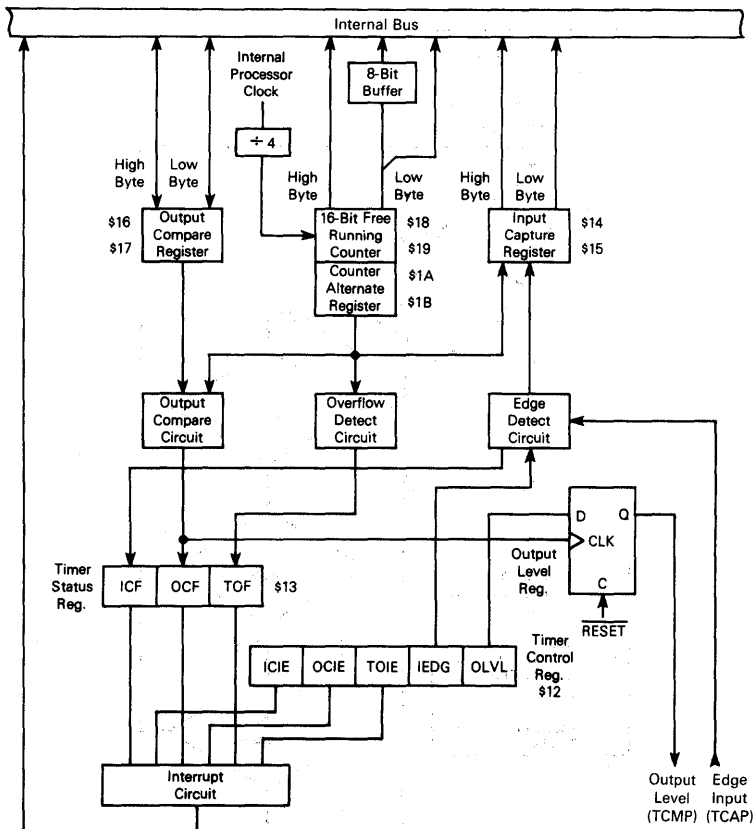 Internal Bus
Internal
Processor
Clock
8-Bit
Buffer
÷ 4
High
Byte
Low
Byte
High
Byte
Low
Byte
High
Byte
Low
Byte
$16
$17
Output
Compare
Register
16-Bit Free
Running
Counter
$18
$19
Counter
Alternate
Register
$1A
$1B
Input
Capture
Register
$14
$15
Output
Compare
Circuit
Overflow
Detect
Circuit
Edge
Detect
Circuit
D
Q
CLK
C
Output
Level
Reg.
RESET
Timer
Status
Reg.
ICF
OCF
TOF
$13
ICIE
OCIE
TOIE
IEDG
OLVL
Timer
Control
Reg.
$12
Interrupt
Circuit
Output
Level
(TCMP)
Edge
Input
(TCAP)